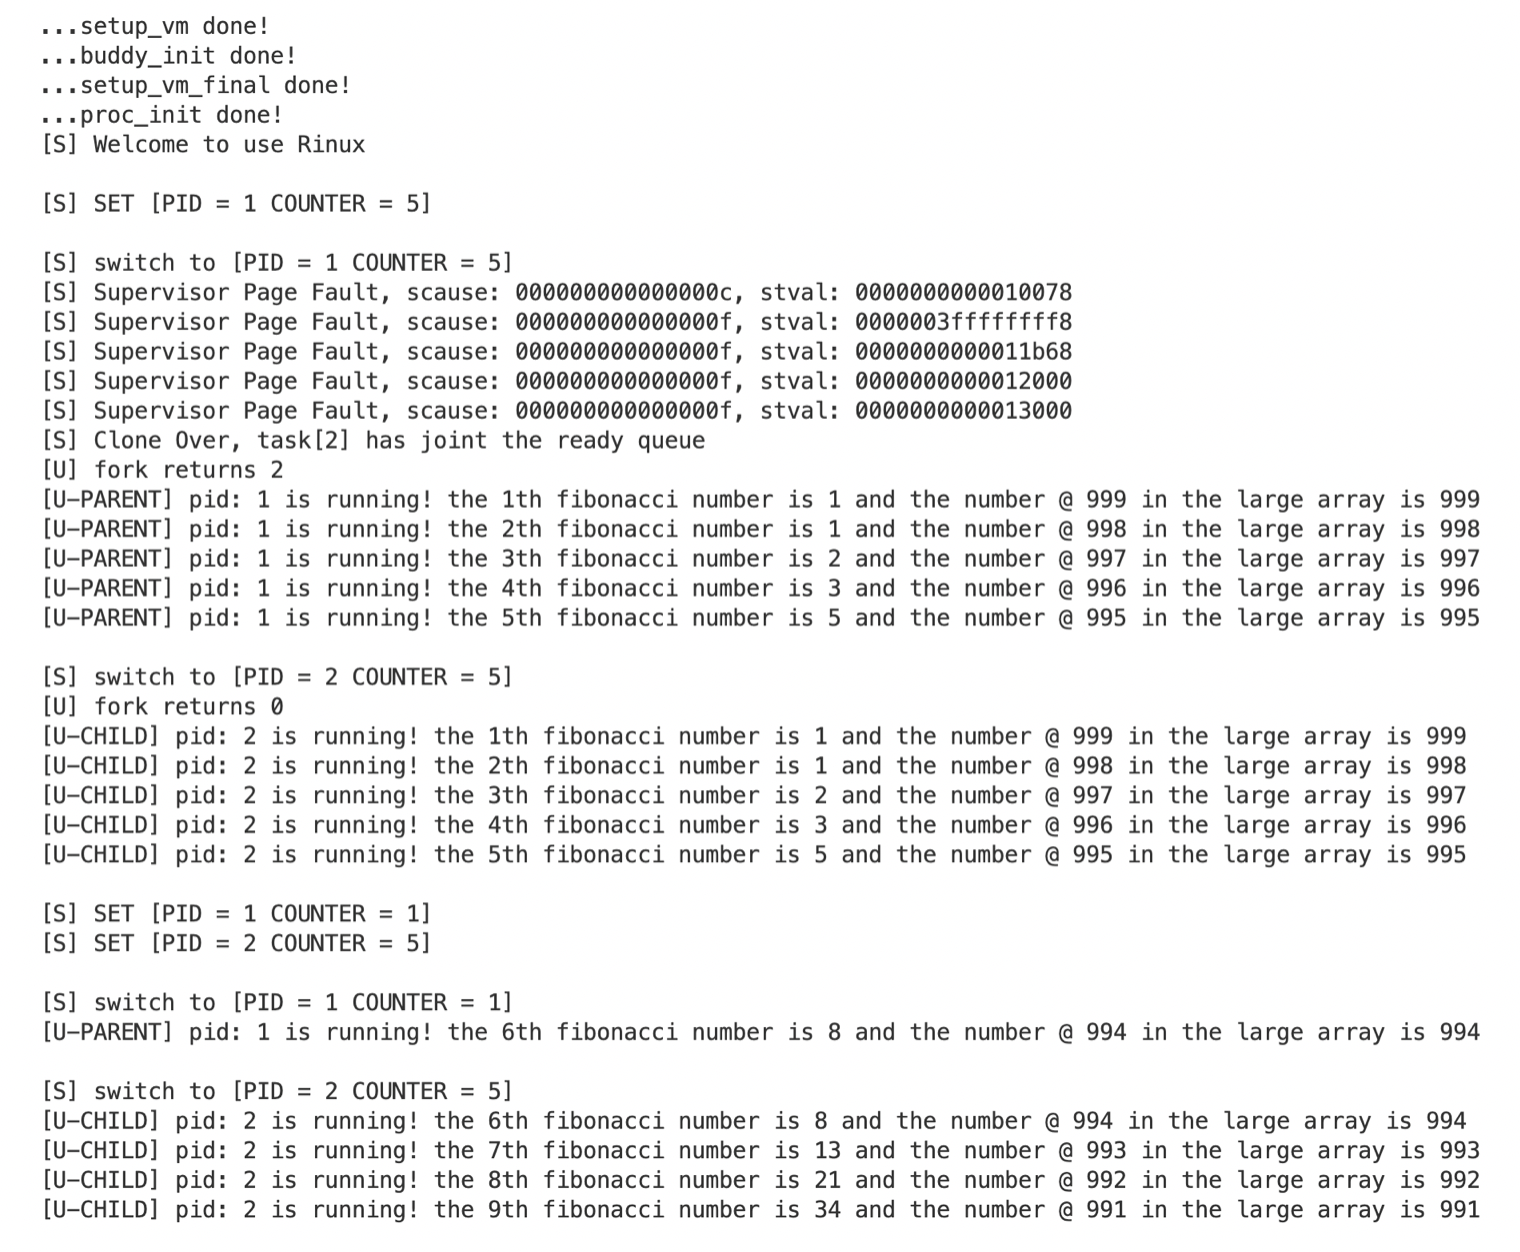 ...setup_vm done!
...buddy_init done!
...setup_vm_final done!
...proc_init done!
[S] Welcome to use Rinux
[S] SET [PID = 1 COUNTER = 5]
[S] switch to [PID = 1 COUNTER = 5]
[S] Supervisor Page Fault, scause: 000000000000000c, stval: 0000000000010078
[S] Supervisor Page Fault, scause: 000000000000000f, stval: 0000003ffffffff8
[S] Supervisor Page Fault, scause: 000000000000000f, stval: 0000000000011b68
[S] Supervisor Page Fault, scause: 000000000000000f, stval: 0000000000012000
[S] Supervisor Page Fault, scause: 000000000000000f, stval: 0000000000013000
[S] Clone Over, task[2] has joint the ready queue
[U] fork returns 2
[U-PARENT] pid: 1 is running! the 1th fibonacci number is 1 and the number @ 999 in the large array is 999
[U-PARENT] pid: 1 is running! the 2th fibonacci number is 1 and the number @ 998 in the large array is 998
[U-PARENT] pid: 1 is running! the 3th fibonacci number is 2 and the number @ 997 in the large array is 997
[U-PARENT] pid: 1 is running! the 4th fibonacci number is 3 and the number @ 996 in the large array is 996
[U-PARENT] pid: 1 is running! the 5th fibonacci number is 5 and the number @ 995 in the large array is 995
[S] switch to [PID = 2 COUNTER = 5]
[U] fork returns 0
[U-CHILD] pid: 2 is running! the 1th fibonacci number is 1 and the number @ 999 in the large array is 999
[U-CHILD] pid: 2 is running! the 2th fibonacci number is 1 and the number @ 998 in the large array is 998
[U-CHILD] pid: 2 is running! the 3th fibonacci number is 2 and the number @ 997 in the large array is 997
[U-CHILD] pid: 2 is running! the 4th fibonacci number is 3 and the number @ 996 in the large array is 996
[U-CHILD] pid: 2 is running! the 5th fibonacci number is 5 and the number @ 995 in the large array is 995
[S] SET [PID = 1 COUNTER = 1]
[S] SET [PID = 2 COUNTER = 5]
[S] switch to [PID = 1 COUNTER = 1]
[U-PARENT] pid: 1 is running! the 6th fibonacci number is 8 and the number @ 994 in the large array is 994
[S] switch to [PID = 2 COUNTER = 5]
[U-CHILD] pid: 2 is running! the 6th fibonacci number is 8 and the number @ 994 in the large array is 994
[U-CHILD] pid: 2 is running! the 7th fibonacci number is 13 and the number @ 993 in the large array is 993
[U-CHILD] pid: 2 is running! the 8th fibonacci number is 21 and the number @ 992 in the large array is 992
[U-CHILD] pid: 2 is running! the 9th fibonacci number is 34 and the number @ 991 in the large array is 991